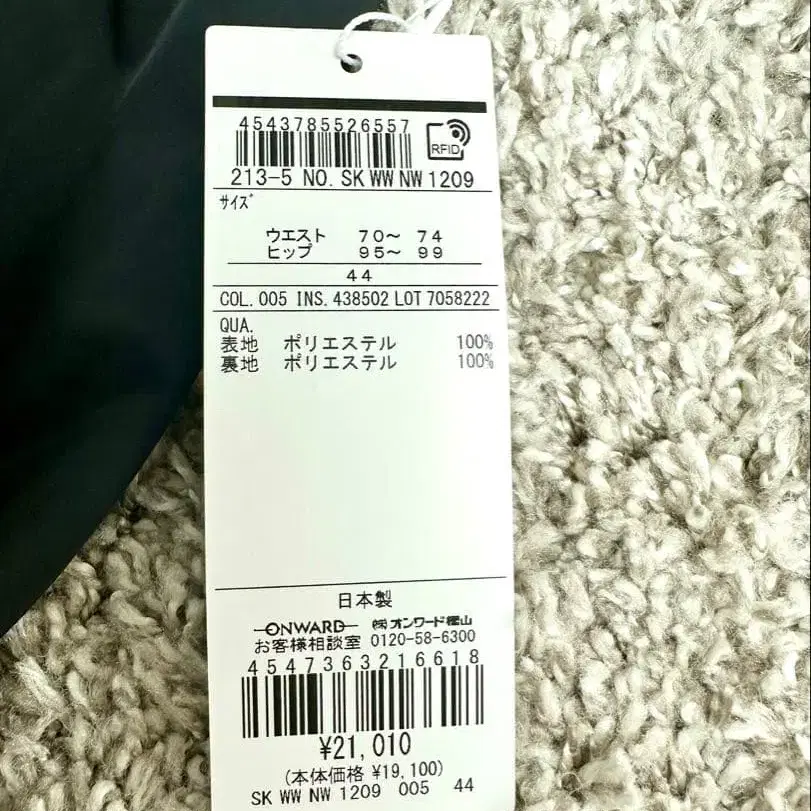 4543785526557
RFID
213-5 NO. SK WW NW 1209
サイズ
ウエスト 70～ 74
ヒップ 95～ 99
44
COL. 005 INS. 438502 LOT 7058222
QUA.
表地 ポリエステル 100%
裏地 ポリエステル 100%
日本製
ONWARD ㈱オンワード樫山
お客様相談室 0120-58-6300
4547363216618
¥21,010
(本体価格 ¥19,100)
SK WW NW 1209 005 44